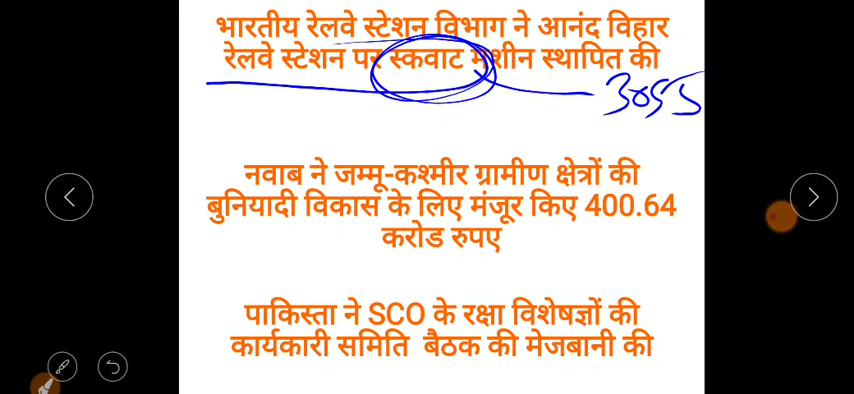 भारतीय रेलवे स्टेशन विभाग ने आनंद विहार
रेलवे स्टेशन पर स्कवाट मशीन स्थापित की
नवाब ने जम्मू-कश्मीर ग्रामीण क्षेत्रों की
बुनियादी विकास के लिए मंजूर किए 400.64
करोड रुपए
पाकिस्ता ने SCO के रक्षा विशेषज्ञों की
कार्यकारी समिति बैठक की मेजबानी की